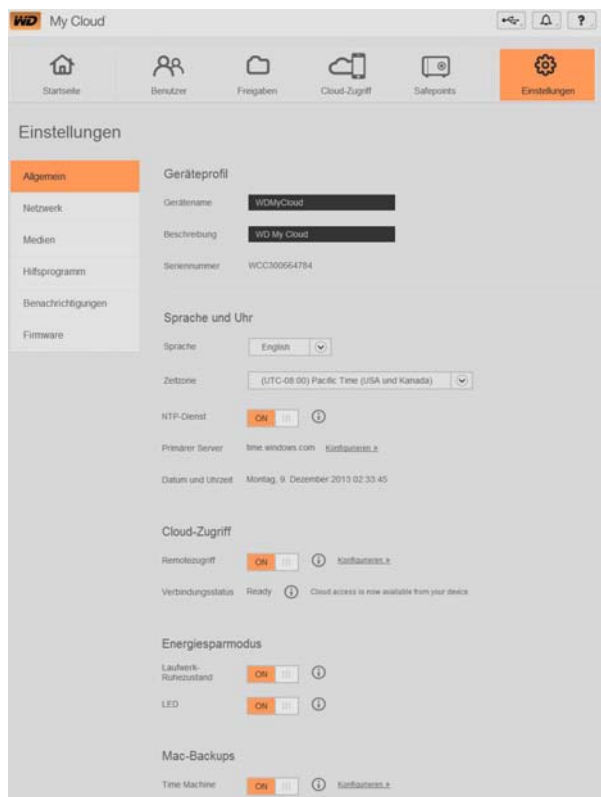 WD My Cloud
?
Startseite Benutzer Freigaben Cloud-Zugriff Safepoints Einstellungen
Einstellungen
Allgemein
Netzwerk
Medien
Hilfsprogramm
Benachrichtigungen
Firmware
Geräteprofil
Gerätename WDMyCloud
Beschreibung WD My Cloud
Seriennummer WCC300664784
Sprache und Uhr
Sprache English
Zeitzone (UTC-08:00) Pacific Time (USA und Kanada)
NTP-Dienst ON
Primärer Server time.windows.com Konfigurieren »
Datum und Uhrzeit Montag, 9. Dezember 2013 02:33:45
Cloud-Zugriff
Remotezugriff ON Konfigurieren »
Verbindungsstatus Ready Cloud access is now available from your device.
Energiesparmodus
Laufwerk-
Ruhezustand ON
LED ON
Mac-Backups
Time Machine ON Konfigurieren »